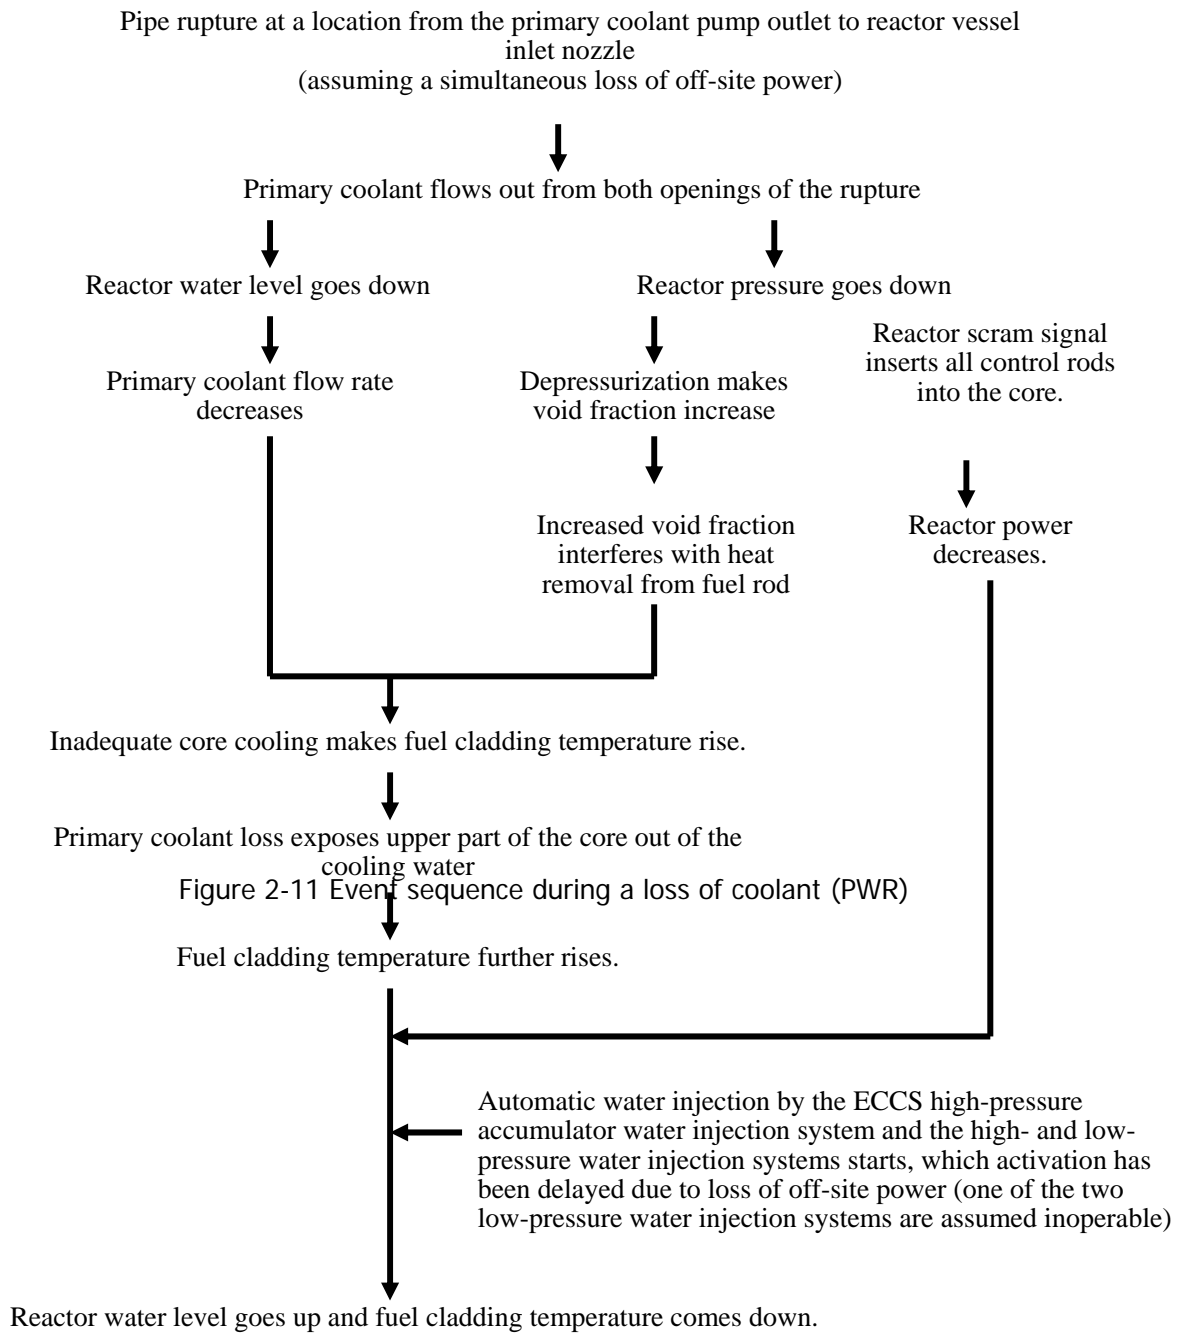 Pipe rupture at a location from the primary coolant pump outlet to reactor vessel
inlet nozzle
(assuming a simultaneous loss of off-site power)
Primary coolant flows out from both openings of the rupture
Reactor water level goes down
Reactor pressure goes down
Reactor scram signal
inserts all control rods
into the core.
Primary coolant flow rate
decreases
Depressurization makes
void fraction increase
Increased void fraction
interferes with heat
removal from fuel rod
Reactor power
decreases.
Inadequate core cooling makes fuel cladding temperature rise.
Primary coolant loss exposes upper part of the core out of the
cooling water
Figure 2-11 Event sequence during a loss of coolant (PWR)
Fuel cladding temperature further rises.
Automatic water injection by the ECCS high-pressure
accumulator water injection system and the high- and low-
pressure water injection systems starts, which activation has
been delayed due to loss of off-site power (one of the two
low-pressure water injection systems are assumed inoperable)
Reactor water level goes up and fuel cladding temperature comes down.